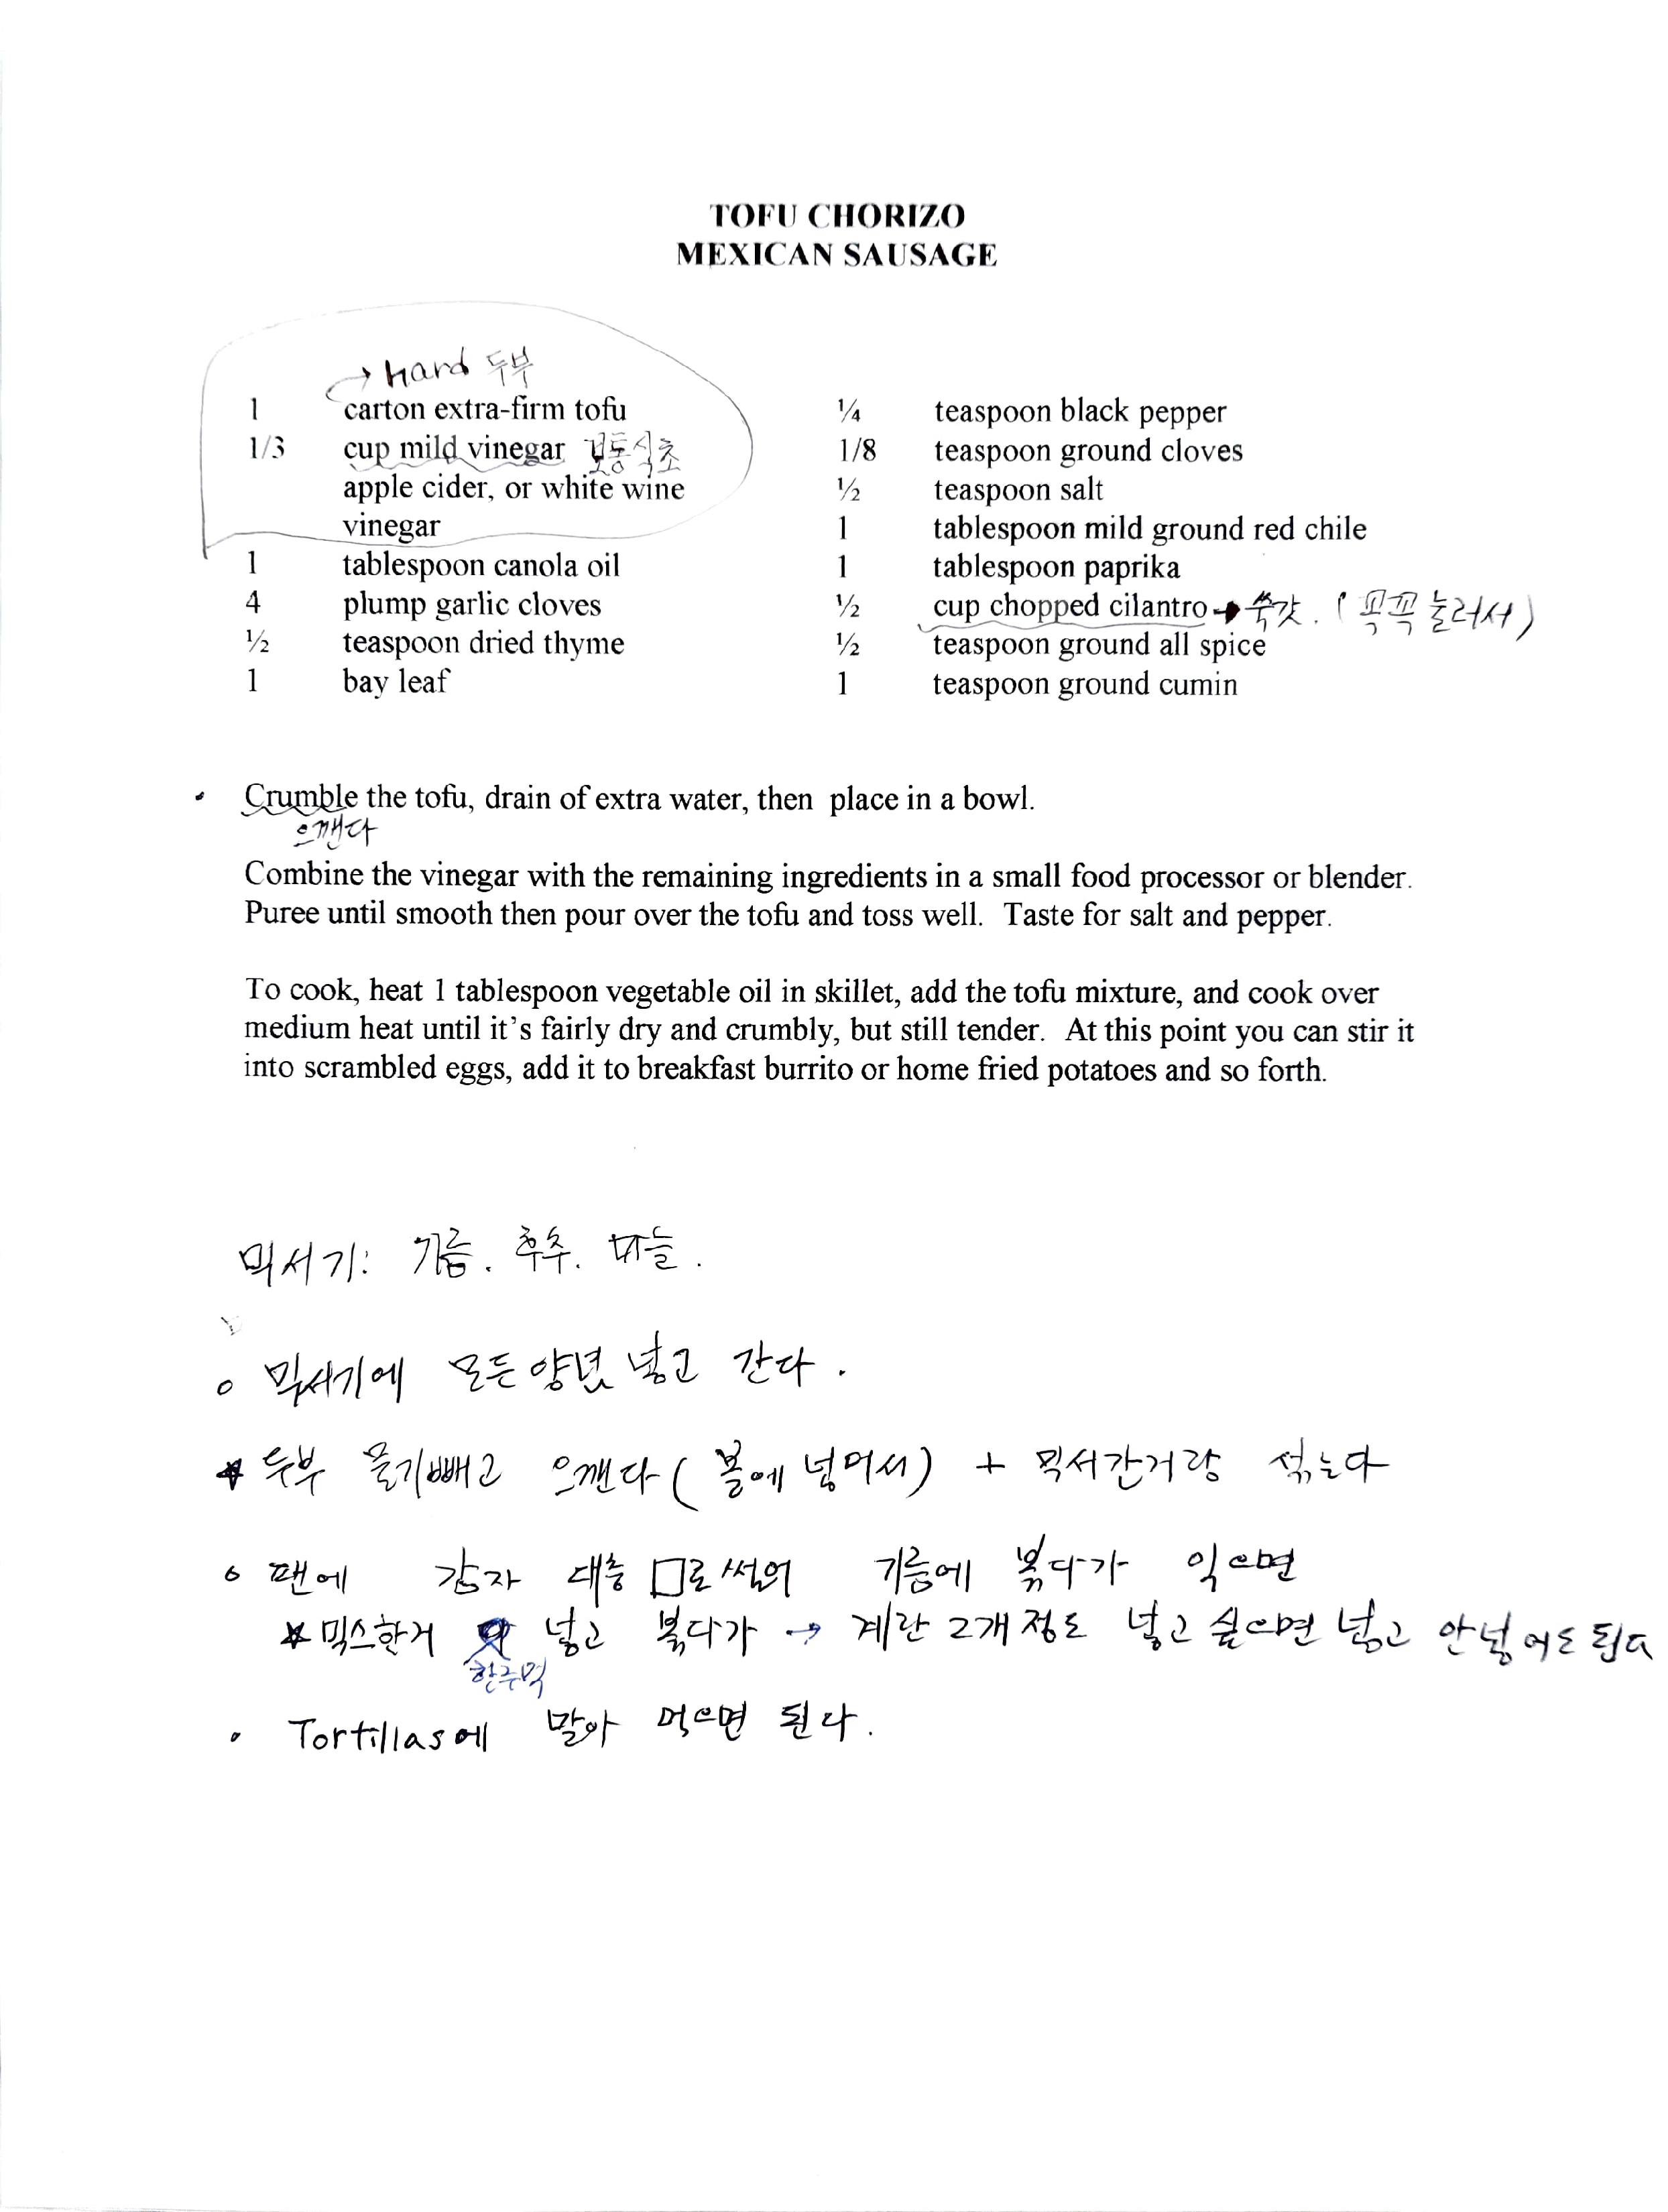 TOFU CHORIZO
MEXICAN SAUSAGE
→ hard 두부
1 carton extra-firm tofu
1/3 cup mild vinegar 보통식초
apple cider, or white wine
vinegar
1 tablespoon canola oil
4 plump garlic cloves
½ teaspoon dried thyme
1 bay leaf
¼ teaspoon black pepper
1/8 teaspoon ground cloves
½ teaspoon salt
1 tablespoon mild ground red chile
1 tablespoon paprika
½ cup chopped cilantro →쑥갓. (꼭꼭 눌러서)
½ teaspoon ground all spice
1 teaspoon ground cumin
Crumble the tofu, drain of extra water, then place in a bowl.
으깬다
Combine the vinegar with the remaining ingredients in a small food processor or blender.
Puree until smooth then pour over the tofu and toss well. Taste for salt and pepper.
To cook, heat 1 tablespoon vegetable oil in skillet, add the tofu mixture, and cook over
medium heat until it's fairly dry and crumbly, but still tender. At this point you can stir it
into scrambled eggs, add it to breakfast burrito or home fried potatoes and so forth.
믹서기: 기름. 후추. 마늘.
믹서기에 모든양념 넣고 간다.
두부 물기빼고 으깬다 (볼에 넣어서) + 믹서간거랑 섞는다
팬에 감자 대충 □로썰어 기름에 볶다가 익으면
믹스한거 넣고 볶다가 → 계란 2개정도 넣고 싶으면 넣고 안넣어도 된다
한주먹
Tortillas에 말아 먹으면 된다.